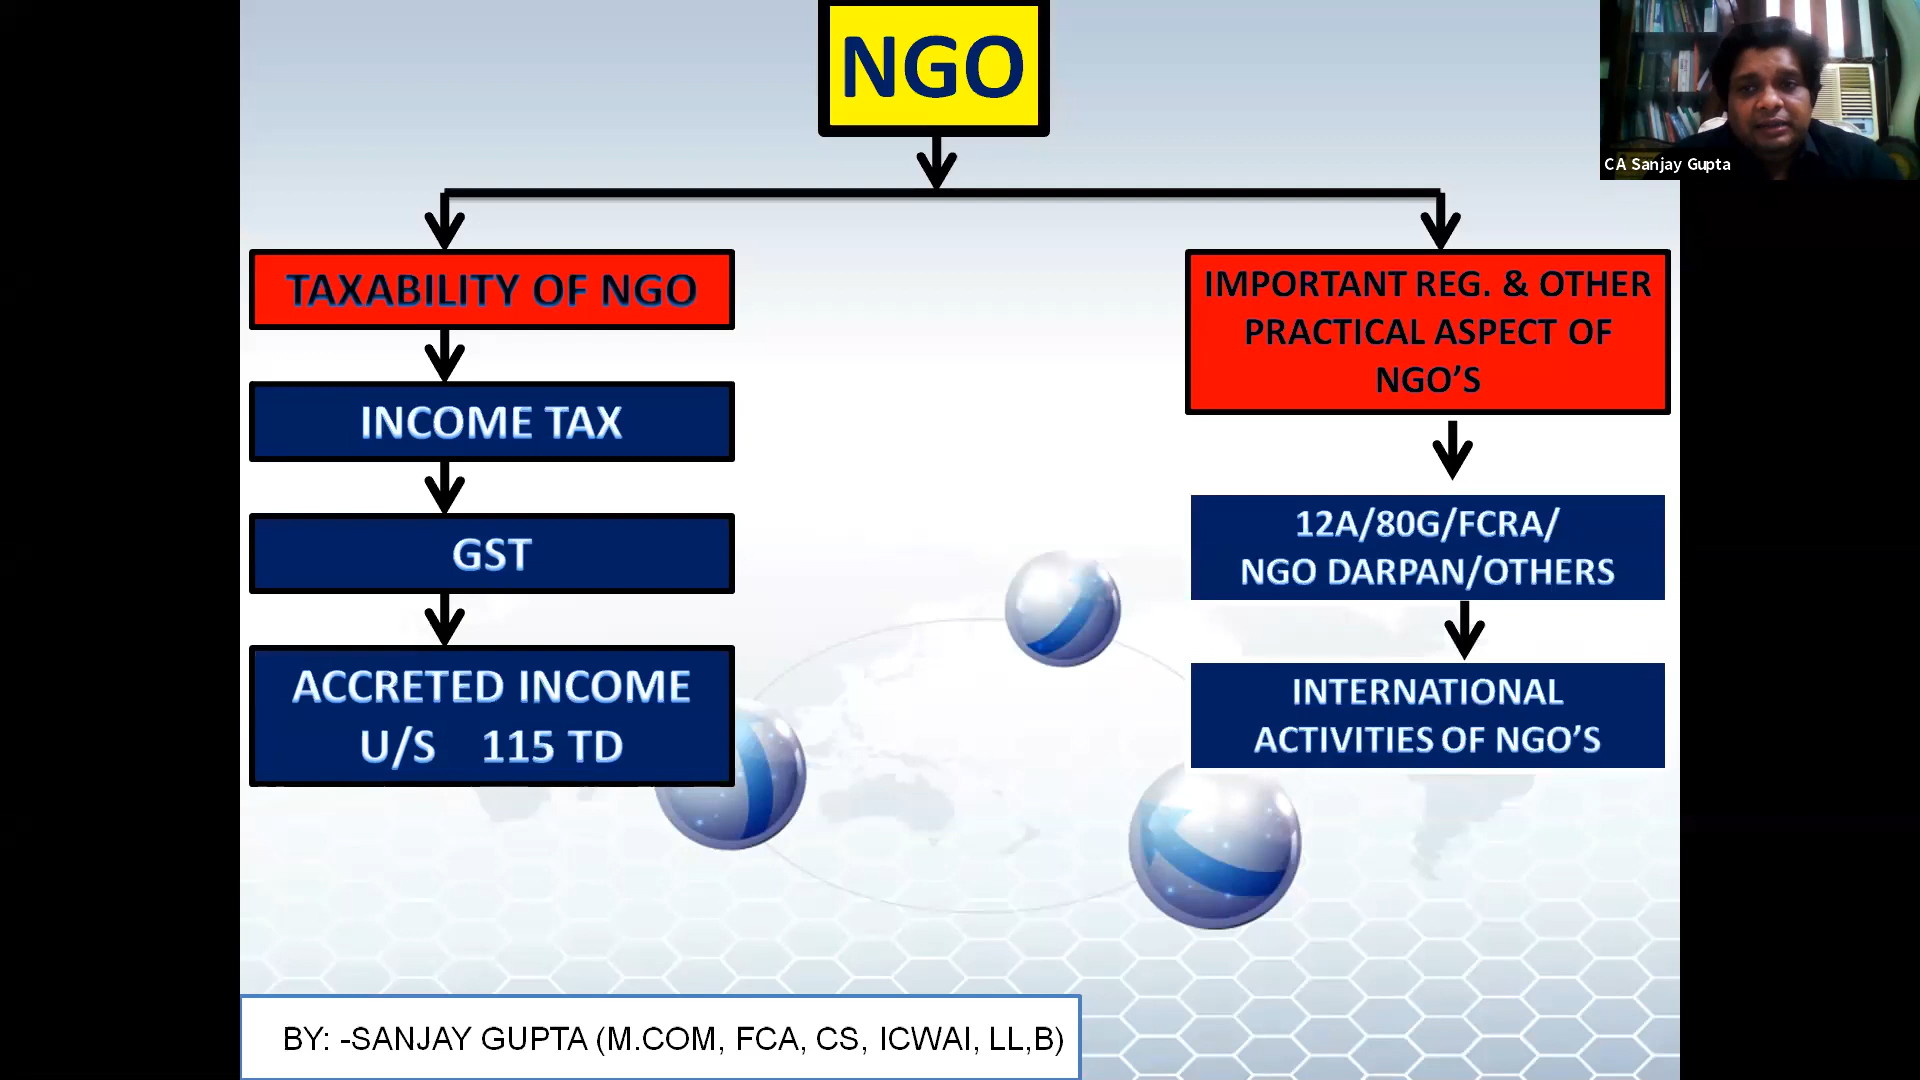 NGO
CA Sanjay Gupta
TAXABILITY OF NGO
INCOME TAX
GST
ACCRETED INCOME
U/S 115 TD
IMPORTANT REG. & OTHER
PRACTICAL ASPECT OF
NGO’S
12A/80G/FCRA/
NGO DARPAN/OTHERS
INTERNATIONAL
ACTIVITIES OF NGO’S
BY: -SANJAY GUPTA (M.COM, FCA, CS, ICWAI, LL,B)